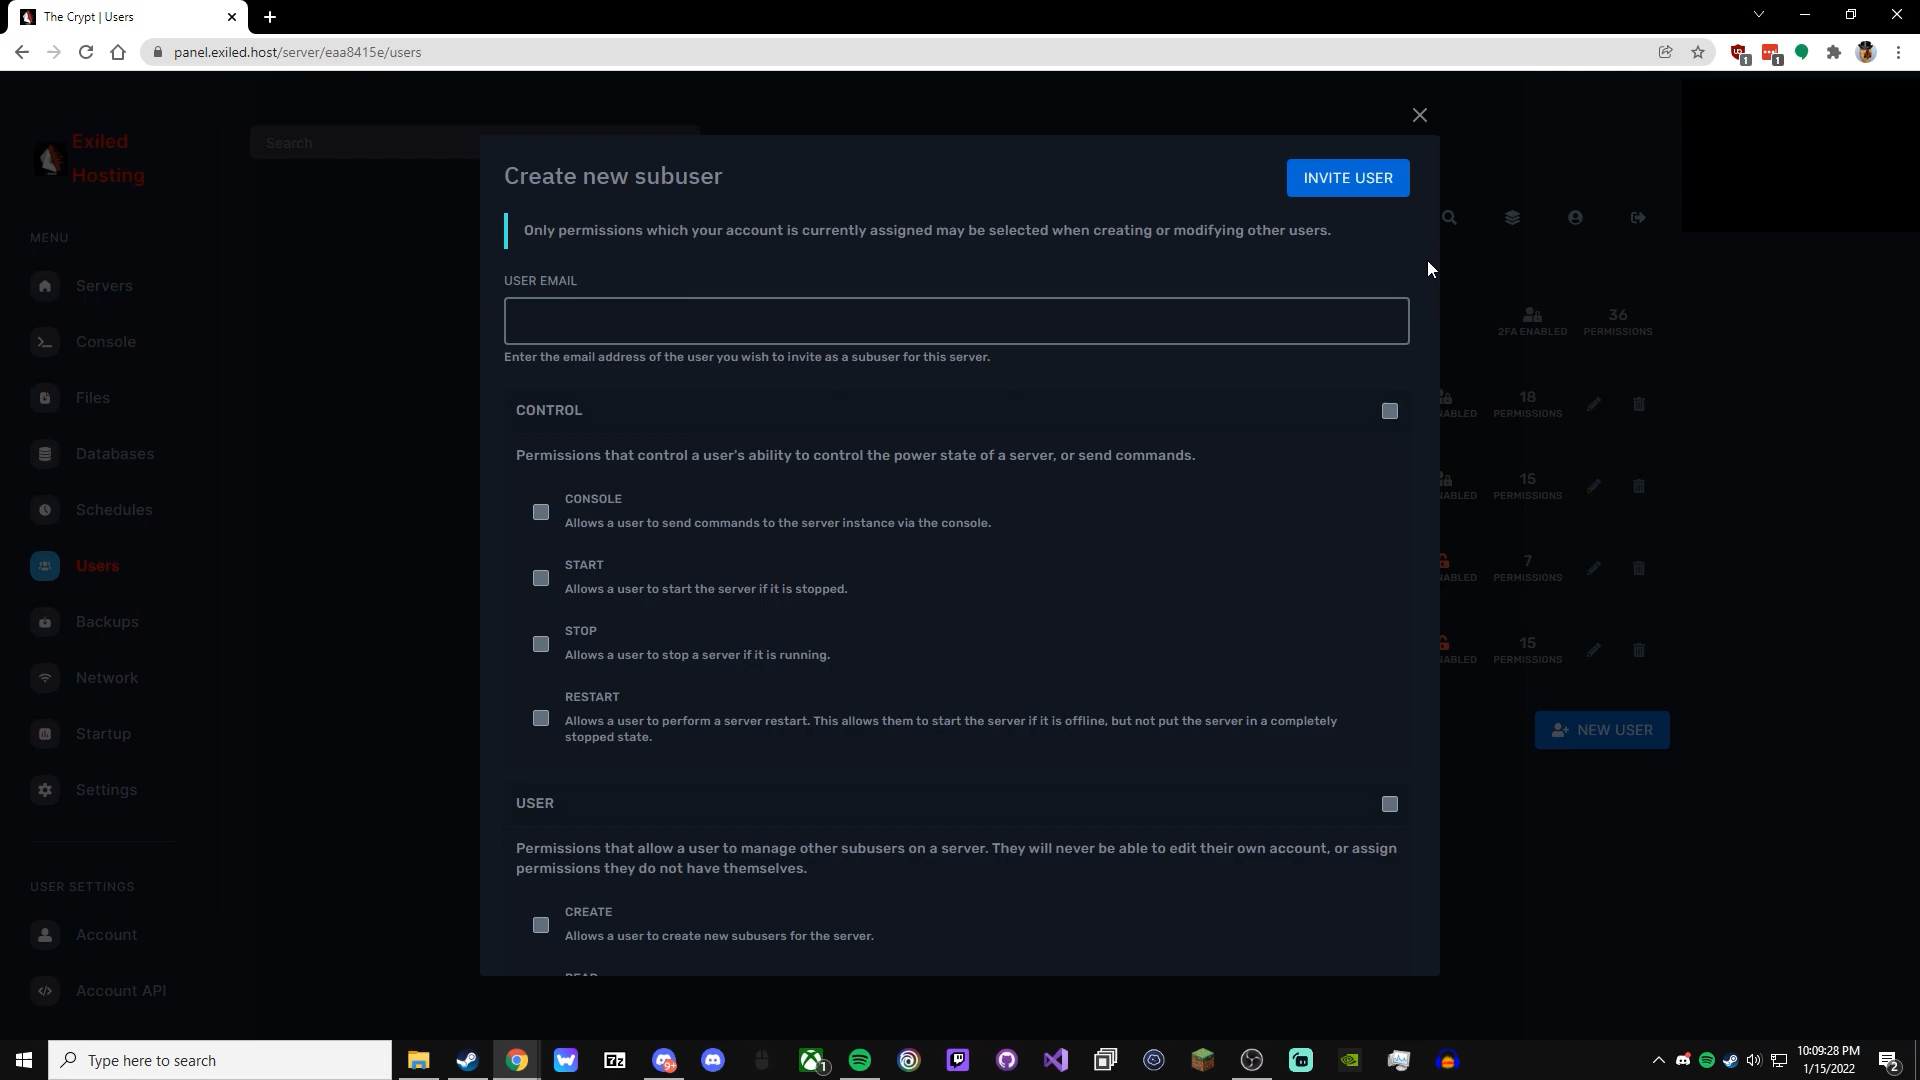 The Crypt | Users
panel.exiled.host/server/eaa8415e/users
1
1
Exiled
Hosting
Search
MENU
Servers
Console
Files
Databases
Schedules
Users
Backups
Network
Startup
Settings
USER SETTINGS
Account
Account API
Create new subuser
INVITE USER
Only permissions which your account is currently assigned may be selected when creating or modifying other users.
USER EMAIL
Enter the email address of the user you wish to invite as a subuser for this server.
CONTROL
Permissions that control a user's ability to control the power state of a server, or send commands.
CONSOLE
Allows a user to send commands to the server instance via the console.
START
Allows a user to start the server if it is stopped.
STOP
Allows a user to stop a server if it is running.
RESTART
Allows a user to perform a server restart. This allows them to start the server if it is offline, but not put the server in a completely
stopped state.
USER
Permissions that allow a user to manage other subusers on a server. They will never be able to edit their own account, or assign
permissions they do not have themselves.
CREATE
Allows a user to create new subusers for the server.
36
2FA ENABLED PERMISSIONS
18
ABLED PERMISSIONS
15
ABLED PERMISSIONS
7
ABLED PERMISSIONS
15
ABLED PERMISSIONS
NEW USER
Type here to search
7z
9+
1
10:09:28 PM
1/15/2022
2